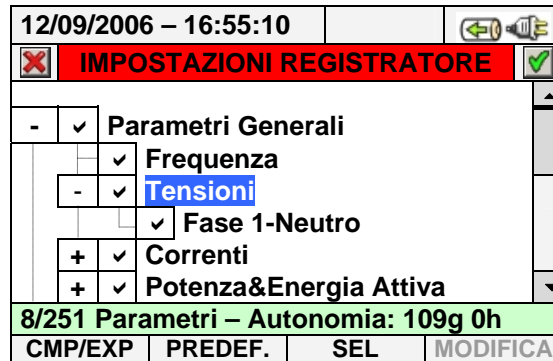 12/09/2006 – 16:55:10
IMPOSTAZIONI REGISTRATORE
- Parametri Generali
Frequenza
- Tensioni
Fase 1-Neutro
+ Correnti
+ Potenza&Energia Attiva
8/251 Parametri – Autonomia: 109g 0h
CMP/EXP PREDEF. SEL MODIFICA